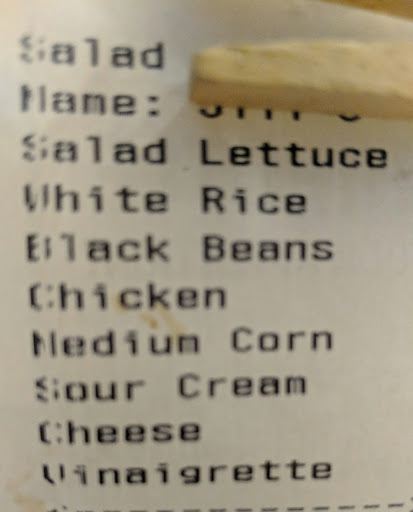 Salad
Name:
Salad Lettuce
White Rice
Black Beans
Chicken
Medium Corn
Sour Cream
Cheese
Vinaigrette